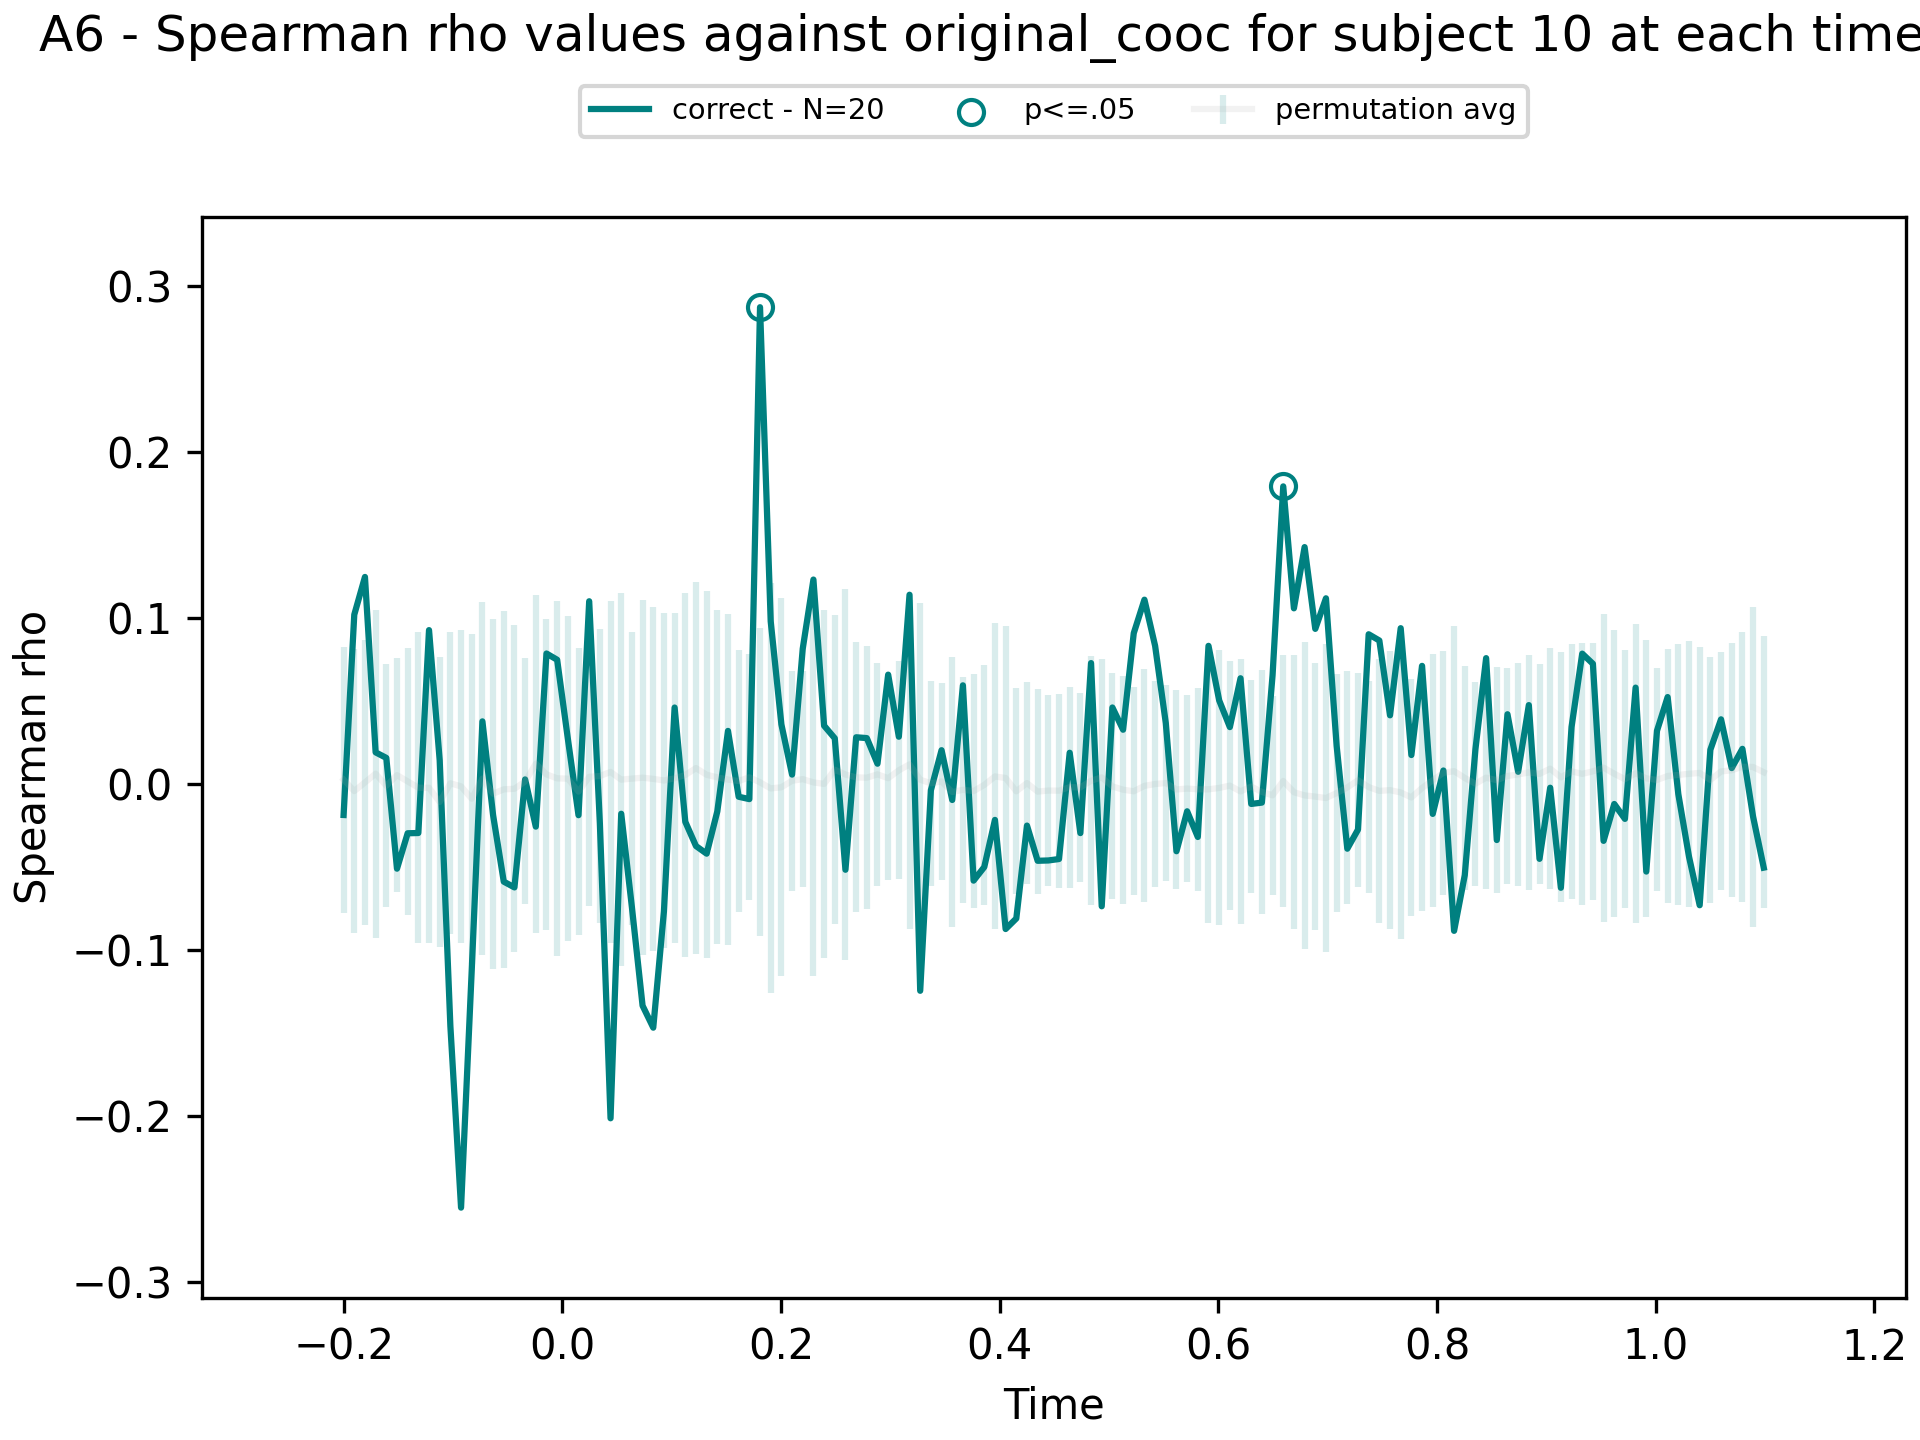 A6 - Spearman rho values against original_cooc for subject 10 at each time
correct - N=20 p<=.05 permutation avg
Spearman rho
0.3
0.2
0.1
0.0
−0.1
−0.2
−0.3
−0.2 0.0 0.2 0.4 0.6 0.8 1.0 1.2
Time